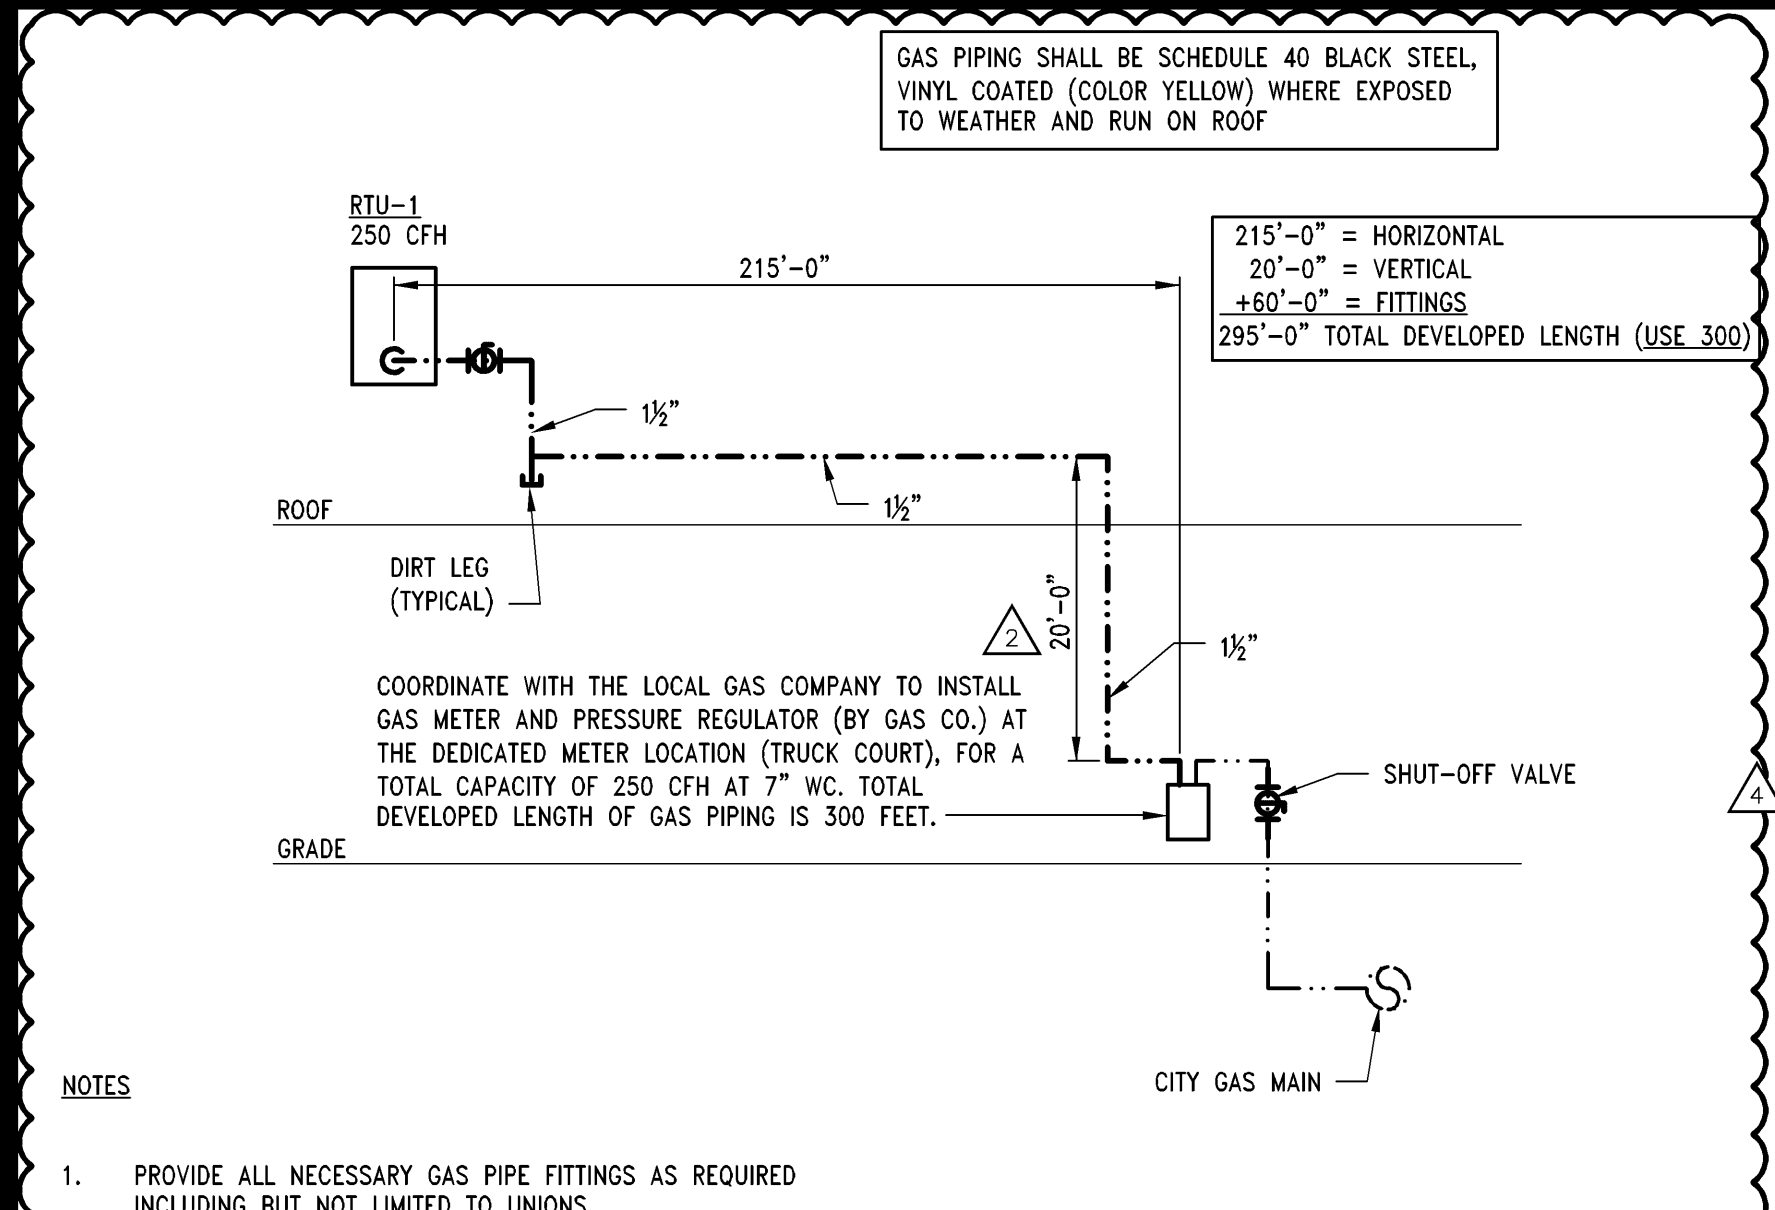 GAS PIPING SHALL BE SCHEDULE 40 BLACK STEEL,
VINYL COATED (COLOR YELLOW) WHERE EXPOSED
TO WEATHER AND RUN ON ROOF
RTU-1
250 CFH
215'-0"
215'-0" = HORIZONTAL
20'-0" = VERTICAL
+60'-0" = FITTINGS
295'-0" TOTAL DEVELOPED LENGTH (USE 300)
1½"
1½"
ROOF
DIRT LEG
(TYPICAL)
2
20'-0"
1½"
COORDINATE WITH THE LOCAL GAS COMPANY TO INSTALL
GAS METER AND PRESSURE REGULATOR (BY GAS CO.) AT
THE DEDICATED METER LOCATION (TRUCK COURT), FOR A
TOTAL CAPACITY OF 250 CFH AT 7" WC. TOTAL
DEVELOPED LENGTH OF GAS PIPING IS 300 FEET.
SHUT-OFF VALVE
4
GRADE
CITY GAS MAIN
NOTES
1. PROVIDE ALL NECESSARY GAS PIPE FITTINGS AS REQUIRED
INCLUDING BUT NOT LIMITED TO UNIONS